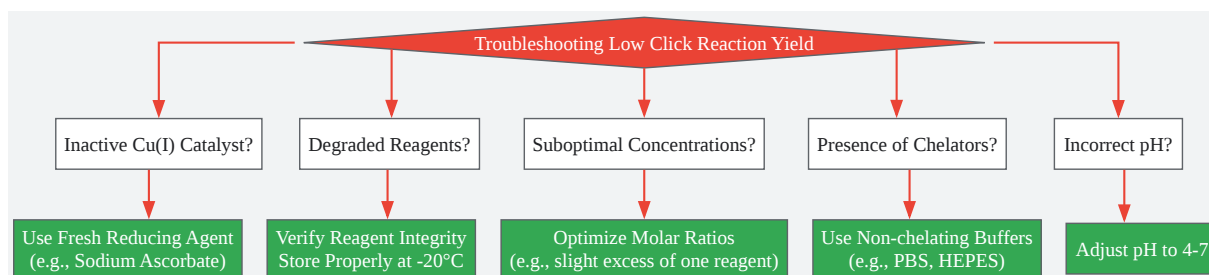 Troubleshooting Low Click Reaction Yield
Inactive Cu(I) Catalyst?
Degraded Reagents?
Suboptimal Concentrations?
Presence of Chelators?
Incorrect pH?
Use Fresh Reducing Agent
(e.g., Sodium Ascorbate)
Verify Reagent Integrity
Store Properly at -20°C
Optimize Molar Ratios
(e.g., slight excess of one reagent)
Use Non-chelating Buffers
(e.g., PBS, HEPES)
Adjust pH to 4-7